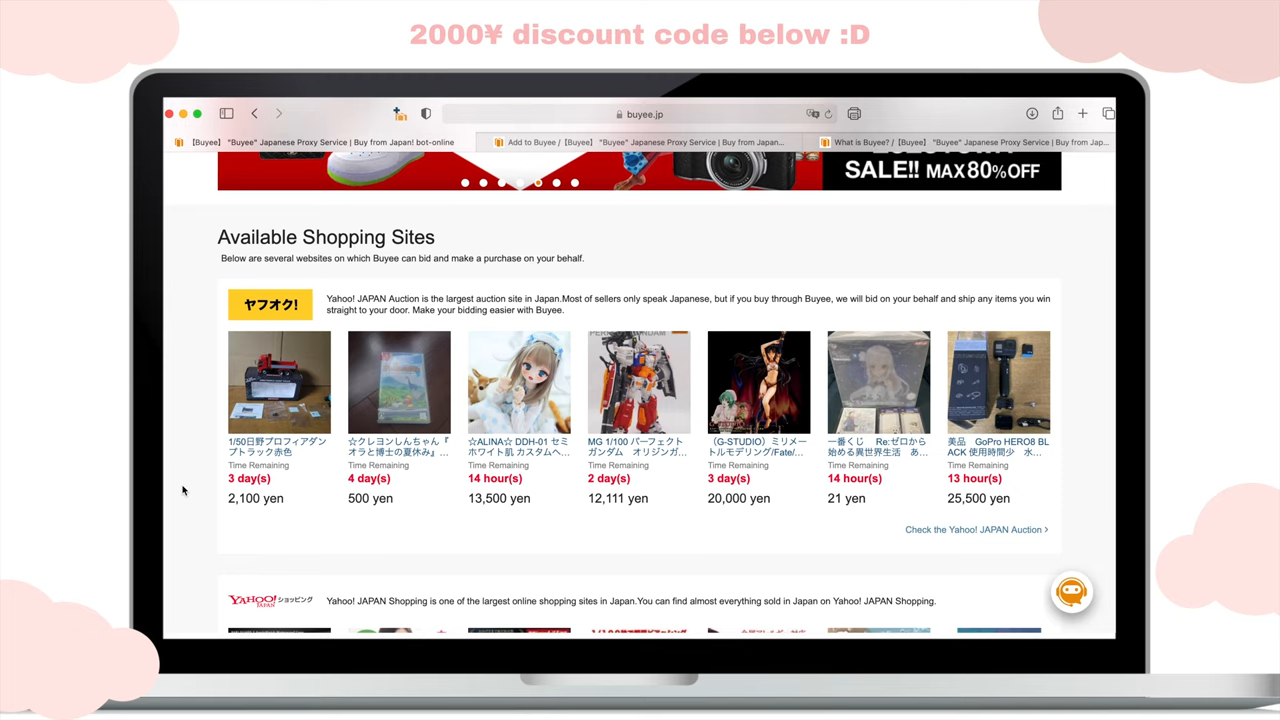 2000¥ discount code below :D
buyee.jp
【Buyee】 "Buyee" Japanese Proxy Service | Buy from Japan! bot-online
Add to Buyee /【Buyee】 "Buyee" Japanese Proxy Service | Buy from Japan...
What is Buyee? /【Buyee】 "Buyee" Japanese Proxy Service | Buy from Jap...
SALE!! MAX80%OFF
Available Shopping Sites
Below are several websites on which Buyee can bid and make a purchase on your behalf.
ヤフオク!
Yahoo! JAPAN Auction is the largest auction site in Japan.Most of sellers only speak Japanese, but if you buy through Buyee, we will bid on your behalf and ship any items you win
straight to your door. Make your bidding easier with Buyee.
1/50日野プロフィアダン
プトラック赤色
Time Remaining
3 day(s)
2,100 yen
☆クレヨンしんちゃん『
オラと博士の夏休み』...
Time Remaining
4 day(s)
500 yen
☆ALINA☆ DDH-01 セミ
ホワイト肌 カスタムヘ...
Time Remaining
14 hour(s)
13,500 yen
MG 1/100 パーフェクト
ガンダム オリジンガ...
Time Remaining
2 day(s)
12,111 yen
（G-STUDIO）ミリメー
トルモデリング/Fate/...
Time Remaining
3 day(s)
20,000 yen
一番くじ Re:ゼロから
始める異世界生活 あ...
Time Remaining
14 hour(s)
21 yen
美品 GoPro HERO8 BL
ACK 使用時間少 水...
Time Remaining
13 hour(s)
25,500 yen
Check the Yahoo! JAPAN Auction >
YAHOO! JAPAN ショッピング
Yahoo! JAPAN Shopping is one of the largest online shopping sites in Japan.You can find almost everything sold in Japan on Yahoo! JAPAN Shopping.